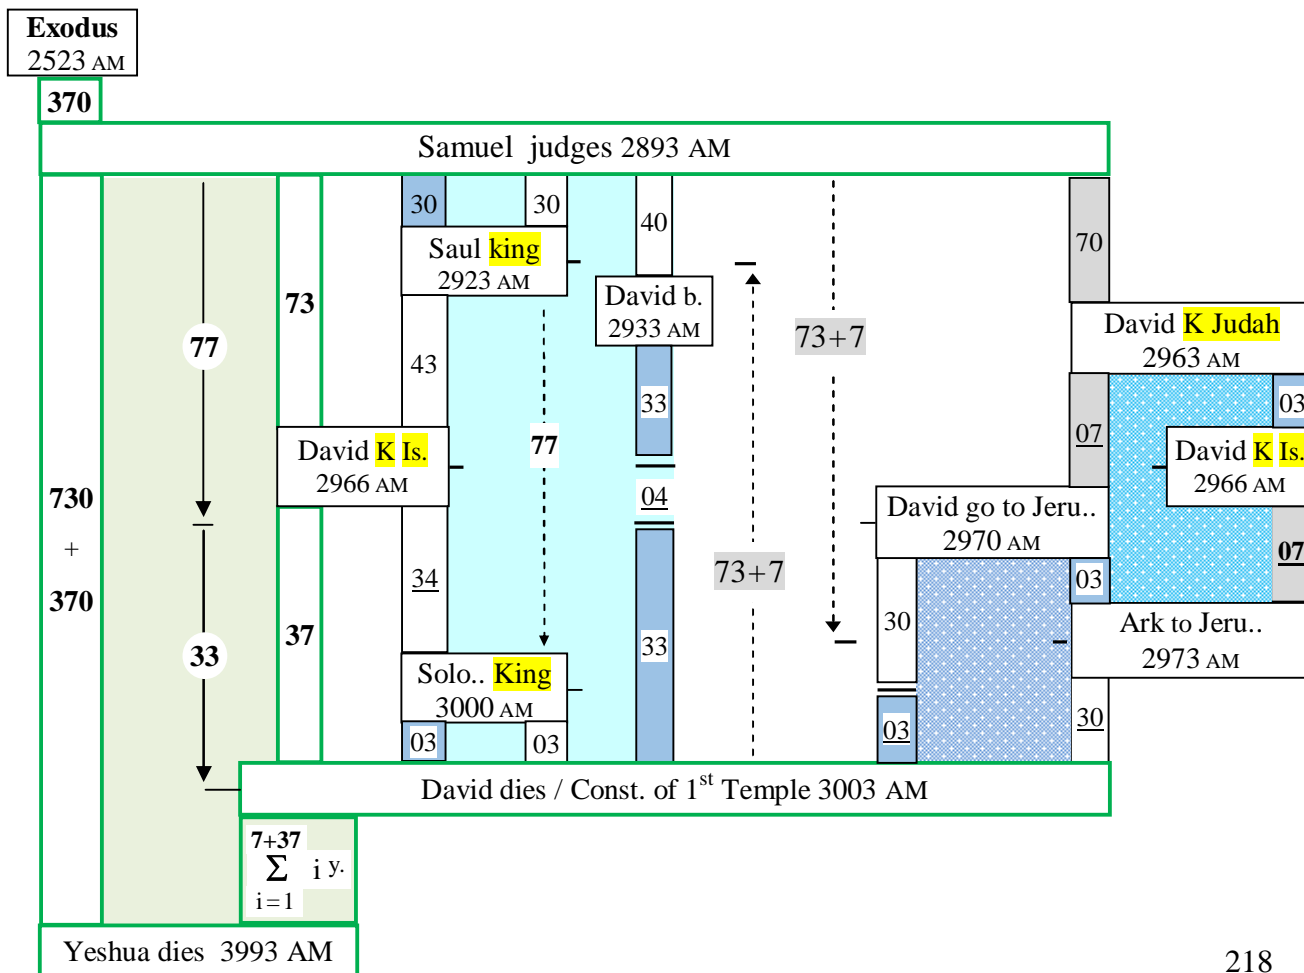 Exodus
2523 AM
370
Samuel judges 2893 AM
30
30
40
70
Saul king
2923 AM
David b.
2933 AM
73
77
73+7
David K Judah
2963 AM
43
33
03
77
07
David K Is.
2966 AM
David K Is.
2966 AM
04
730
+
370
David go to Jeru..
2970 AM
34
73+7
07
03
37
33
30
33
Ark to Jeru..
2973 AM
Solo.. King
3000 AM
03
03
03
30
David dies / Const. of 1st Temple 3003 AM
7+37
Σ i y.
i = 1
Yeshua dies 3993 AM
218